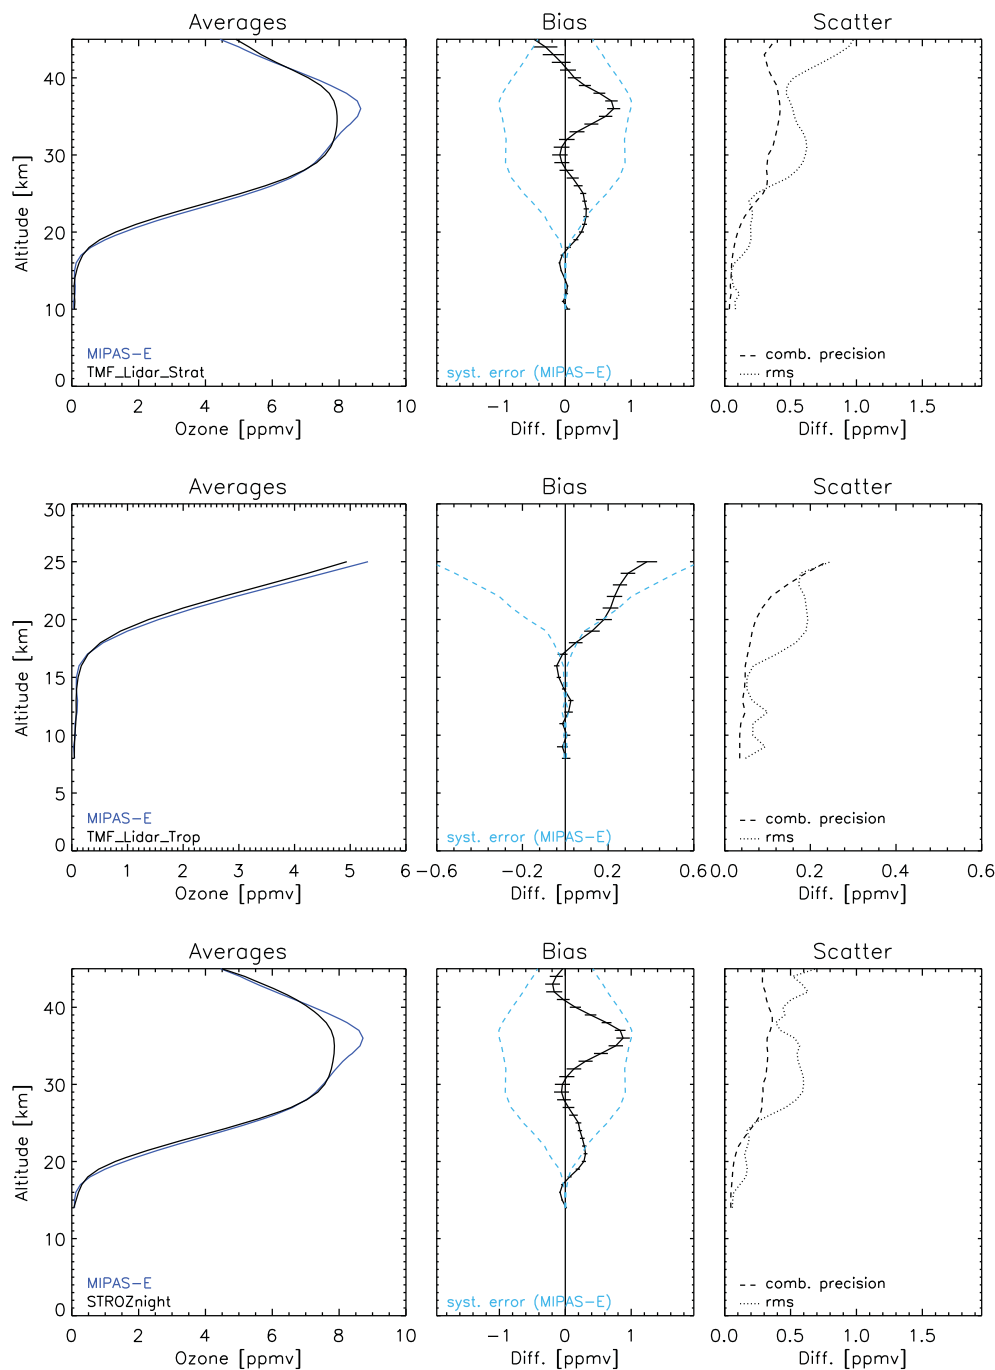 Averages Bias Scatter
Altitude [km]
40
30
20
10
0
MIPAS-E
TMF_Lidar_Strat
syst. error (MIPAS-E)
comb. precision
rms
0 2 4 6 8 10 -1 0 1 0.0 0.5 1.0 1.5
Ozone [ppmv] Diff. [ppmv] Diff. [ppmv]
Averages Bias Scatter
Altitude [km]
30
25
20
15
10
5
0
MIPAS-E
TMF_Lidar_Trop
syst. error (MIPAS-E)
comb. precision
rms
0 1 2 3 4 5 6 -0.6 -0.2 0.2 0.6 0.0 0.2 0.4 0.6
Ozone [ppmv] Diff. [ppmv] Diff. [ppmv]
Averages Bias Scatter
Altitude [km]
40
30
20
10
0
MIPAS-E
STROZnight
syst. error (MIPAS-E)
comb. precision
rms
0 2 4 6 8 10 -1 0 1 0.0 0.5 1.0 1.5
Ozone [ppmv] Diff. [ppmv] Diff. [ppmv]